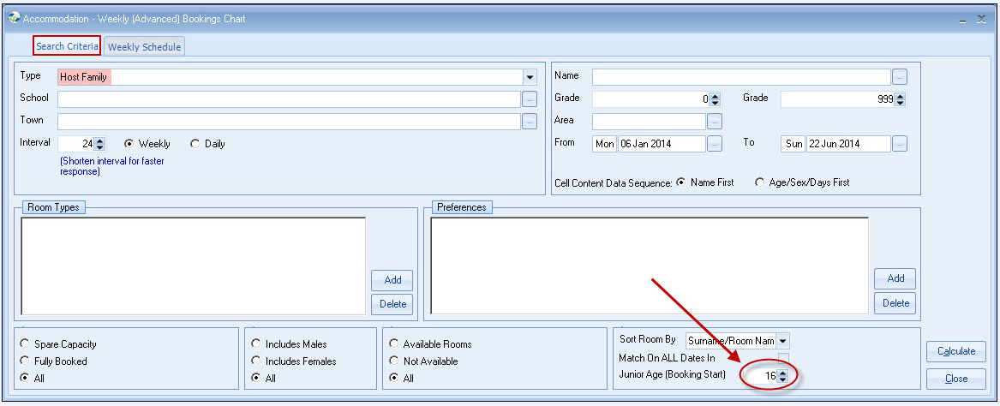 Accommodation - Weekly (Advanced) Bookings Chart
Search Criteria Weekly Schedule
Type Host Family
School ...
Town ...
Interval 24 Weekly Daily
(Shorten interval for faster
response)
Name ...
Grade 0 Grade 999
Area ...
From Mon 06 Jan 2014 ... To Sun 22 Jun 2014 ...
Cell Content Data Sequence: Name First Age/Sex/Days First
Room Types
Add
Delete
Preferences
Add
Delete
Spare Capacity
Fully Booked
All
Includes Males
Includes Females
All
Available Rooms
Not Available
All
Sort Room By Surname/Room Nam
Match On ALL Dates In
Junior Age (Booking Start) 16
Calculate
Close